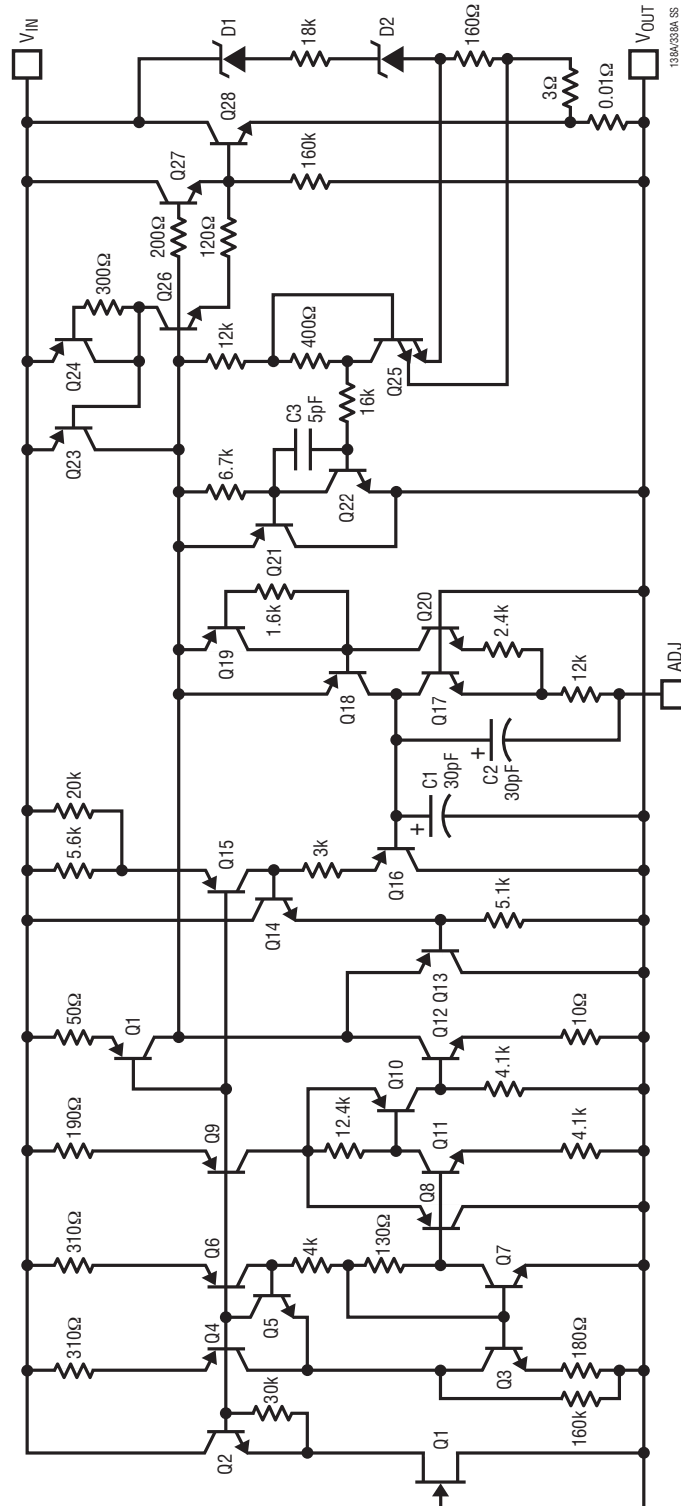 VIN
310Ω
310Ω
190Ω
50Ω
5.6k
20k
Q24
300Ω
D1
18k
D2
160Ω
Q23
Q26
Q27
Q28
200Ω
120Ω
160k
3Ω
0.01Ω
Q2
30k
Q4
Q6
Q5
Q9
Q1
Q15
Q14
3k
Q16
Q19
1.6k
Q18
Q21
6.7k
C3
5pF
Q22
16k
12k
400Ω
Q25
4k
130Ω
Q8
12.4k
Q10
Q11
Q12
Q13
C1
30pF
C2
30pF
Q17
Q20
2.4k
12k
Q1
Q3
Q7
160k
180Ω
4.1k
4.1k
10Ω
5.1k
ADJ
VOUT
138A/338A SS